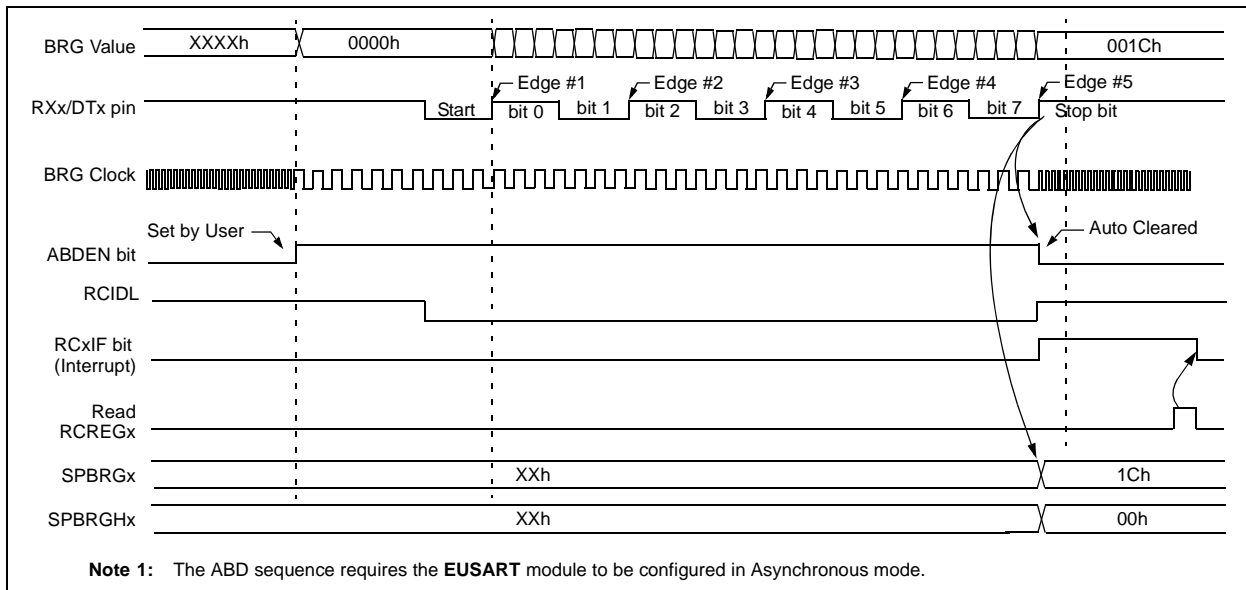 BRG Value XXXXh 0000h 001Ch
Edge #1 Edge #2 Edge #3 Edge #4 Edge #5
RXx/DTx pin Start bit 0 bit 1 bit 2 bit 3 bit 4 bit 5 bit 6 bit 7 Stop bit
BRG Clock
Set by User Auto Cleared
ABDEN bit
RCIDL
RCxIF bit
(Interrupt)
Read
RCREGx
SPBRGx XXh 1Ch
SPBRGHx XXh 00h
Note 1: The ABD sequence requires the EUSART module to be configured in Asynchronous mode.